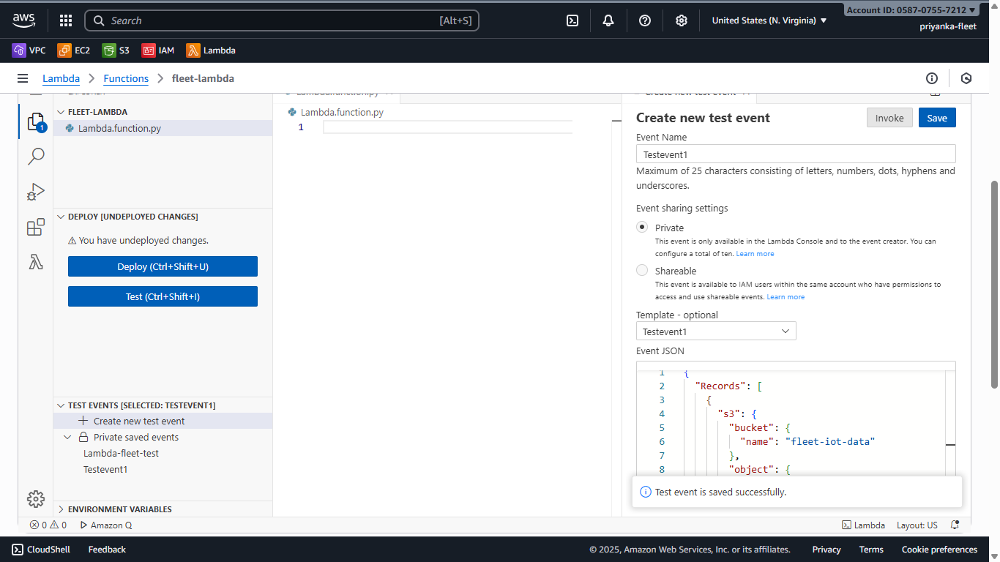 aws
Search [Alt+S]
United States (N. Virginia) ▼
Account ID: 0587-0755-7212 ▼
priyanka-fleet
VPC EC2 S3 IAM Lambda
Lambda > Functions > fleet-lambda
EXPLORER
FLEET-LAMBDA
Lambda.function.py
DEPLOY [UNDEPLOYED CHANGES]
⚠ You have undeployed changes.
Deploy (Ctrl+Shift+U)
Test (Ctrl+Shift+I)
TEST EVENTS [SELECTED: TESTEVENT1]
+ Create new test event
Private saved events
Lambda-fleet-test
Testevent1
ENVIRONMENT VARIABLES
1
Lambda.function.py
Lambda.function.py
1
Create new test event
Create new test event
Invoke
Save
Event Name
Testevent1
Maximum of 25 characters consisting of letters, numbers, dots, hyphens and
underscores.
Event sharing settings
Private
This event is only available in the Lambda Console and to the event creator. You can
configure a total of ten. Learn more
Shareable
This event is available to IAM users within the same account who have permissions to
access and use shareable events. Learn more
Template - optional
Testevent1
Event JSON
1 {
2 "Records": [
3 {
4 "s3": {
5 "bucket": {
6 "name": "fleet-iot-data"
7 },
8 "object": {
Test event is saved successfully.
0 0 Amazon Q
Lambda Layout: US
CloudShell Feedback
© 2025, Amazon Web Services, Inc. or its affiliates. Privacy Terms Cookie preferences